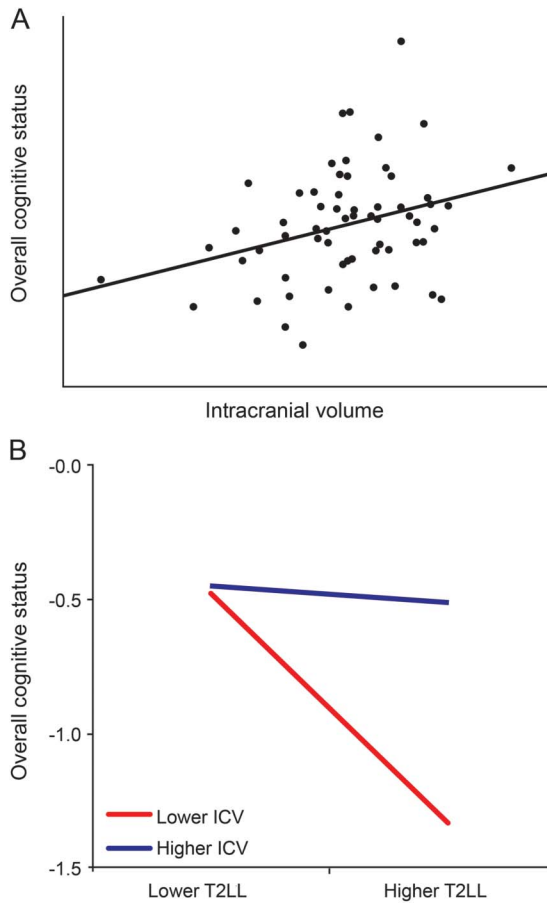 A
Overall cognitive status
Intracranial volume
B
Overall cognitive status
-0.0
-0.5
-1.0
-1.5
Lower ICV
Higher ICV
Lower T2LL
Higher T2LL